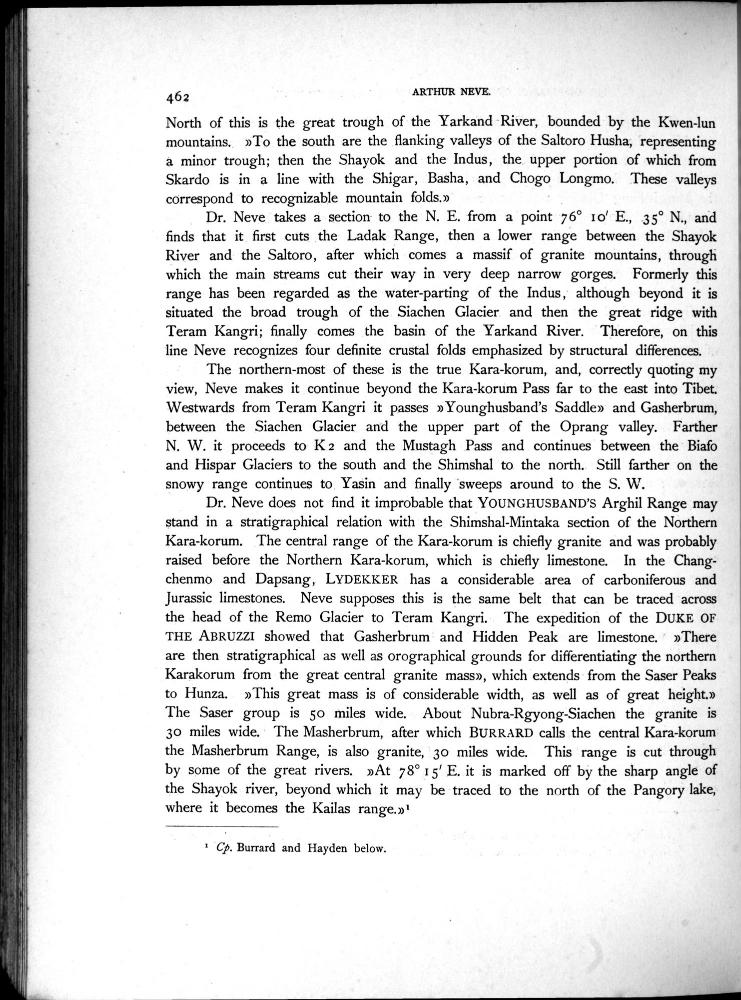 462
ARTHUR NEVE.
North of this is the great trough of the Yarkand River, bounded by the Kwen-lun
mountains. »To the south are the flanking valleys of the Saltoro Husha, representing
a minor trough; then the Shayok and the Indus, the upper portion of which from
Skardo is in a line with the Shigar, Basha, and Chogo Longmo. These valleys
correspond to recognizable mountain folds.»
Dr. Neve takes a section to the N. E. from a point 76° 10′ E., 35° N., and
finds that it first cuts the Ladak Range, then a lower range between the Shayok
River and the Saltoro, after which comes a massif of granite mountains, through
which the main streams cut their way in very deep narrow gorges. Formerly this
range has been regarded as the water-parting of the Indus, although beyond it is
situated the broad trough of the Siachen Glacier and then the great ridge with
Teram Kangri; finally comes the basin of the Yarkand River. Therefore, on this
line Neve recognizes four definite crustal folds emphasized by structural differences.
The northern-most of these is the true Kara-korum, and, correctly quoting my
view, Neve makes it continue beyond the Kara-korum Pass far to the east into Tibet.
Westwards from Teram Kangri it passes »Younghusband's Saddle» and Gasherbrum,
between the Siachen Glacier and the upper part of the Oprang valley. Farther
N. W. it proceeds to K 2 and the Mustagh Pass and continues between the Biafo
and Hispar Glaciers to the south and the Shimshal to the north. Still farther on the
snowy range continues to Yasin and finally sweeps around to the S. W.
Dr. Neve does not find it improbable that YOUNGHUSBAND'S Arghil Range may
stand in a stratigraphical relation with the Shimshal-Mintaka section of the Northern
Kara-korum. The central range of the Kara-korum is chiefly granite and was probably
raised before the Northern Kara-korum, which is chiefly limestone. In the Chang-
chenmo and Dapsang, LYDEKKER has a considerable area of carboniferous and
Jurassic limestones. Neve supposes this is the same belt that can be traced across
the head of the Remo Glacier to Teram Kangri. The expedition of the DUKE OF
THE ABRUZZI showed that Gasherbrum and Hidden Peak are limestone. »There
are then stratigraphical as well as orographical grounds for differentiating the northern
Karakorum from the great central granite mass», which extends from the Saser Peaks
to Hunza. »This great mass is of considerable width, as well as of great height.»
The Saser group is 50 miles wide. About Nubra-Rgyong-Siachen the granite is
30 miles wide. The Masherbrum, after which BURRARD calls the central Kara-korum
the Masherbrum Range, is also granite, 30 miles wide. This range is cut through
by some of the great rivers. »At 78° 15′ E. it is marked off by the sharp angle of
the Shayok river, beyond which it may be traced to the north of the Pangory lake,
where it becomes the Kailas range.»¹
¹ Cp. Burrard and Hayden below.